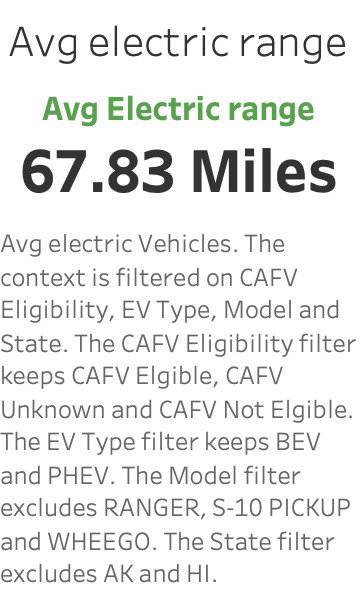 Avg electric range
Avg Electric range
67.83 Miles
Avg electric Vehicles. The
context is filtered on CAFV
Eligibility, EV Type, Model and
State. The CAFV Eligibility filter
keeps CAFV Elgible, CAFV
Unknown and CAFV Not Elgible.
The EV Type filter keeps BEV
and PHEV. The Model filter
excludes RANGER, S-10 PICKUP
and WHEEGO. The State filter
excludes AK and HI.